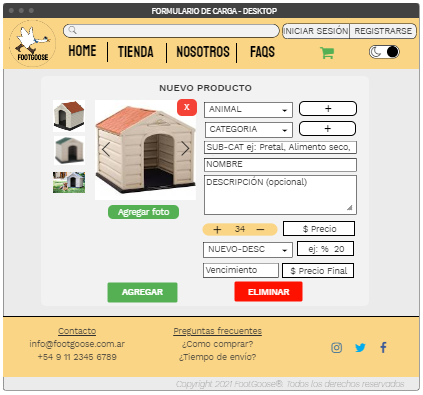 FORMULARIO DE CARGA - DESKTOP
INICIAR SESIÓN
REGISTRARSE
FOOTGOOSE
HOME
TIENDA
NOSOTROS
FAQS
NUEVO PRODUCTO
X
ANIMAL
+
CATEGORIA
+
SUB-CAT ej: Pretal, Alimento seco,
NOMBRE
DESCRIPCIÓN (opcional)
Agregar foto
+ 34 −
$ Precio
NUEVO-DESC
ej: % 20
Vencimiento
$ Precio Final
AGREGAR
ELIMINAR
Contacto
info@footgoose.com.ar
+54 9 11 2345 6789
Preguntas frecuentes
¿Como comprar?
¿Tiempo de envío?
Copyright 2021 FootGoose®. Todos los derechos reservados